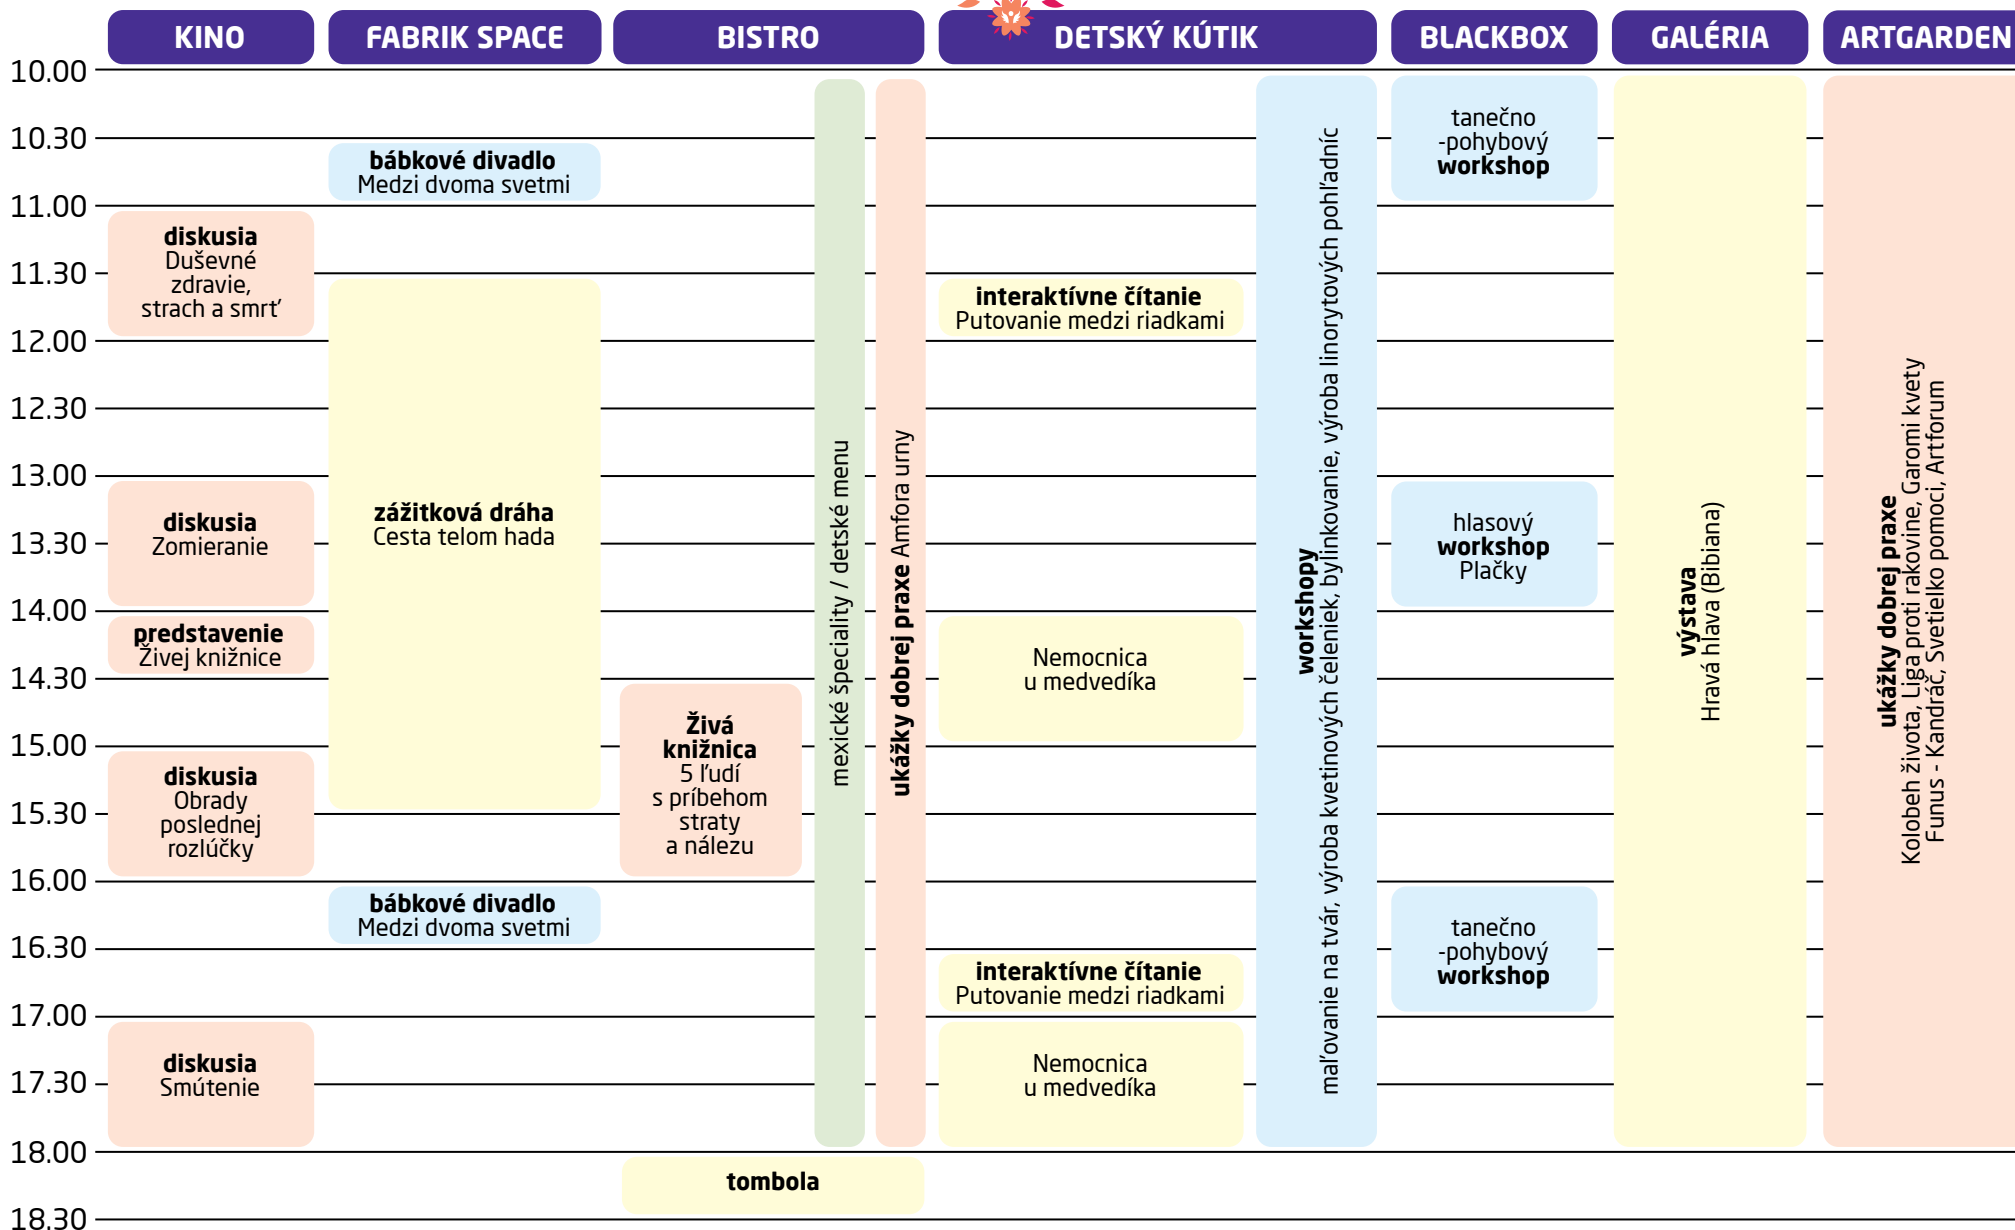 KINO
FABRIK SPACE
BISTRO
DETSKÝ KÚTIK
BLACKBOX
GALÉRIA
ARTGARDEN
10.00
10.30
11.00
11.30
12.00
12.30
13.00
13.30
14.00
14.30
15.00
15.30
16.00
16.30
17.00
17.30
18.00
18.30
diskusia
Duševné
zdravie,
strach a smrť
diskusia
Zomieranie
predstavenie
Živej knižnice
diskusia
Obrady
poslednej
rozlúčky
diskusia
Smútenie
bábkové divadlo
Medzi dvoma svetmi
zážitková dráha
Cesta telom hada
bábkové divadlo
Medzi dvoma svetmi
Živá
knižnica
5 ľudí
s príbehom
straty
a nálezu
mexické špeciality / detské menu
ukážky dobrej praxe Amfora urny
tombola
interaktívne čítanie
Putovanie medzi riadkami
Nemocnica
u medvedíka
interaktívne čítanie
Putovanie medzi riadkami
Nemocnica
u medvedíka
workshopy
maľovanie na tvár, výroba kvetinových čeleniek, bylinkovanie, výroba linorytových pohľadníc
tanečno
-pohybový
workshop
hlasový
workshop
Plačky
tanečno
-pohybový
workshop
výstava
Hravá hlava (Bibiana)
ukážky dobrej praxe
Kolobeh života, Liga proti rakovine, Garomi kvety
Funus - Kandráč, Svetielko pomoci, Artforum